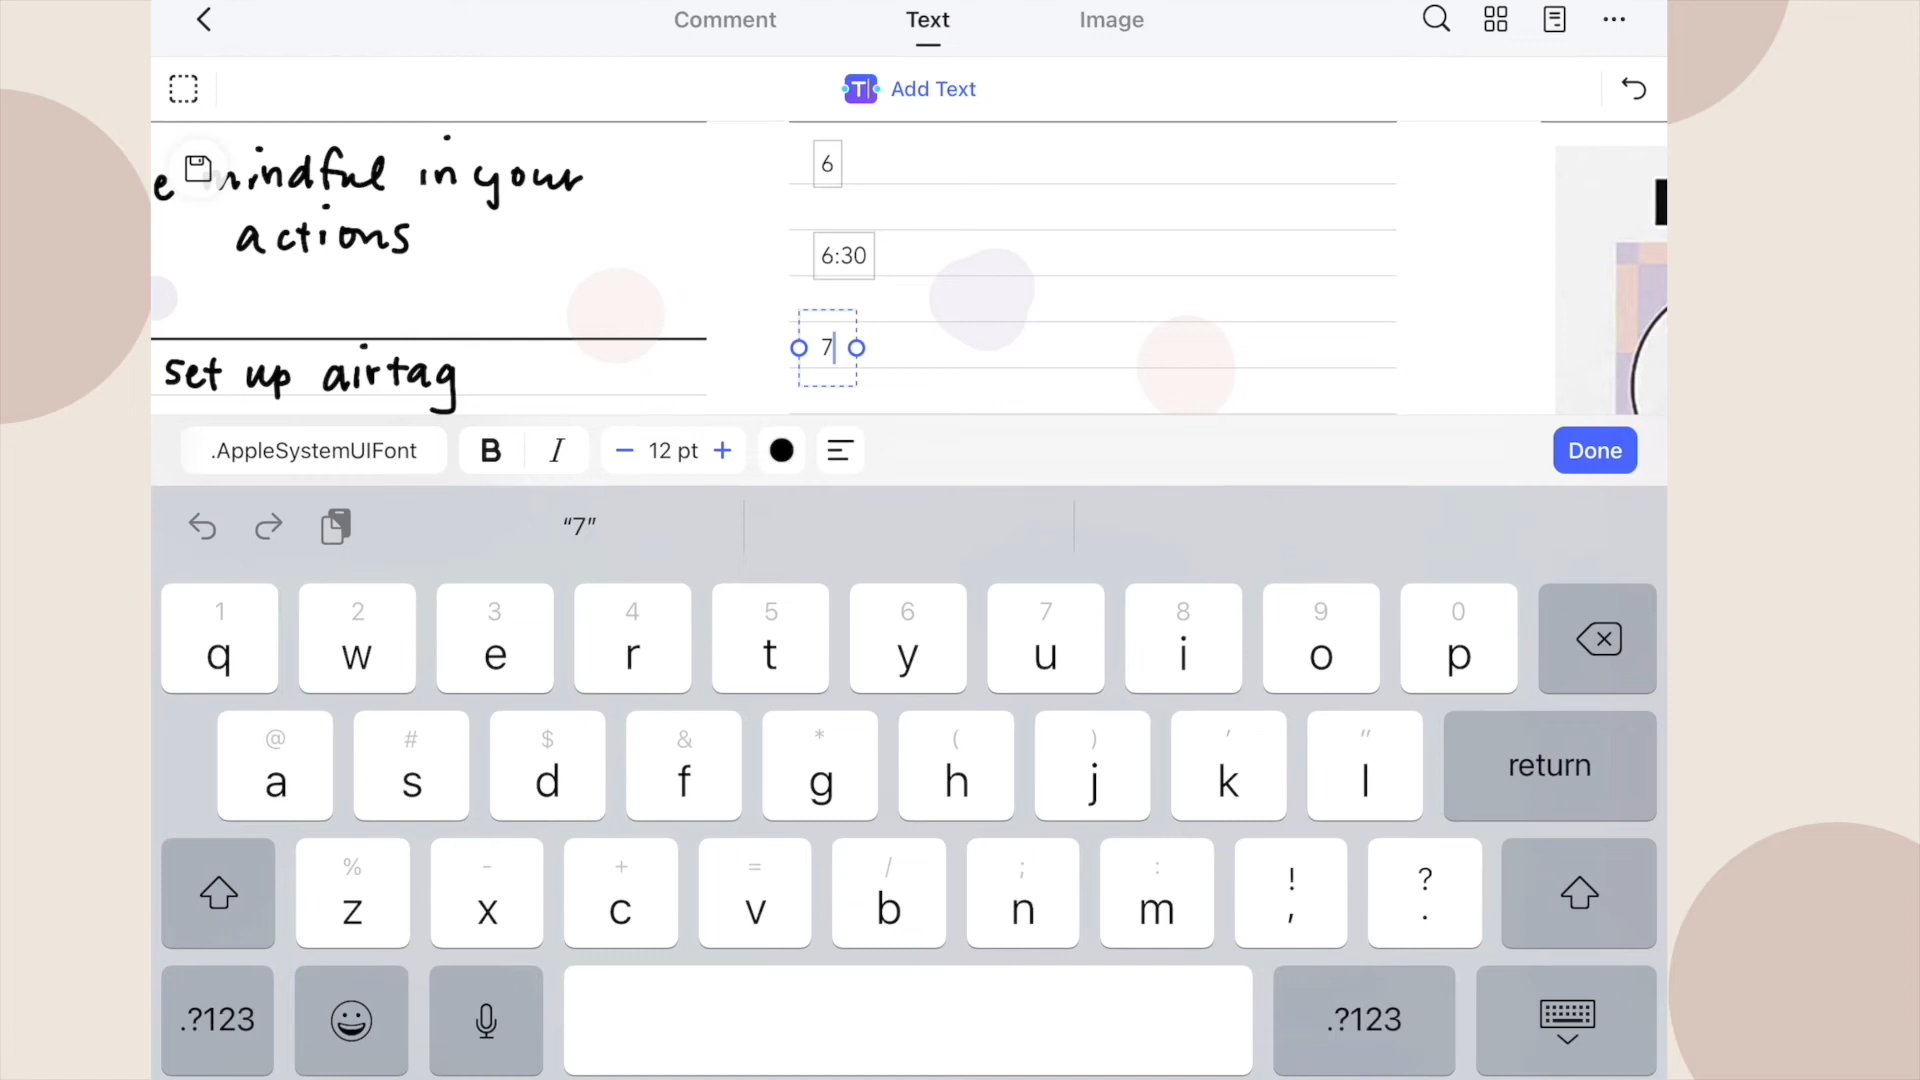 Comment Text Image
T Add Text
e mindful in your
actions
6
6:30
7
set up airtag
.AppleSystemUIFont B I − 12 pt + Done
“7”
1 2 3 4 5 6 7 8 9 0
q w e r t y u i o p
@ # $ & * ( ) ' "
a s d f g h j k l return
% - + = / ; : ! ?
z x c v b n m , .
.?123 .?123